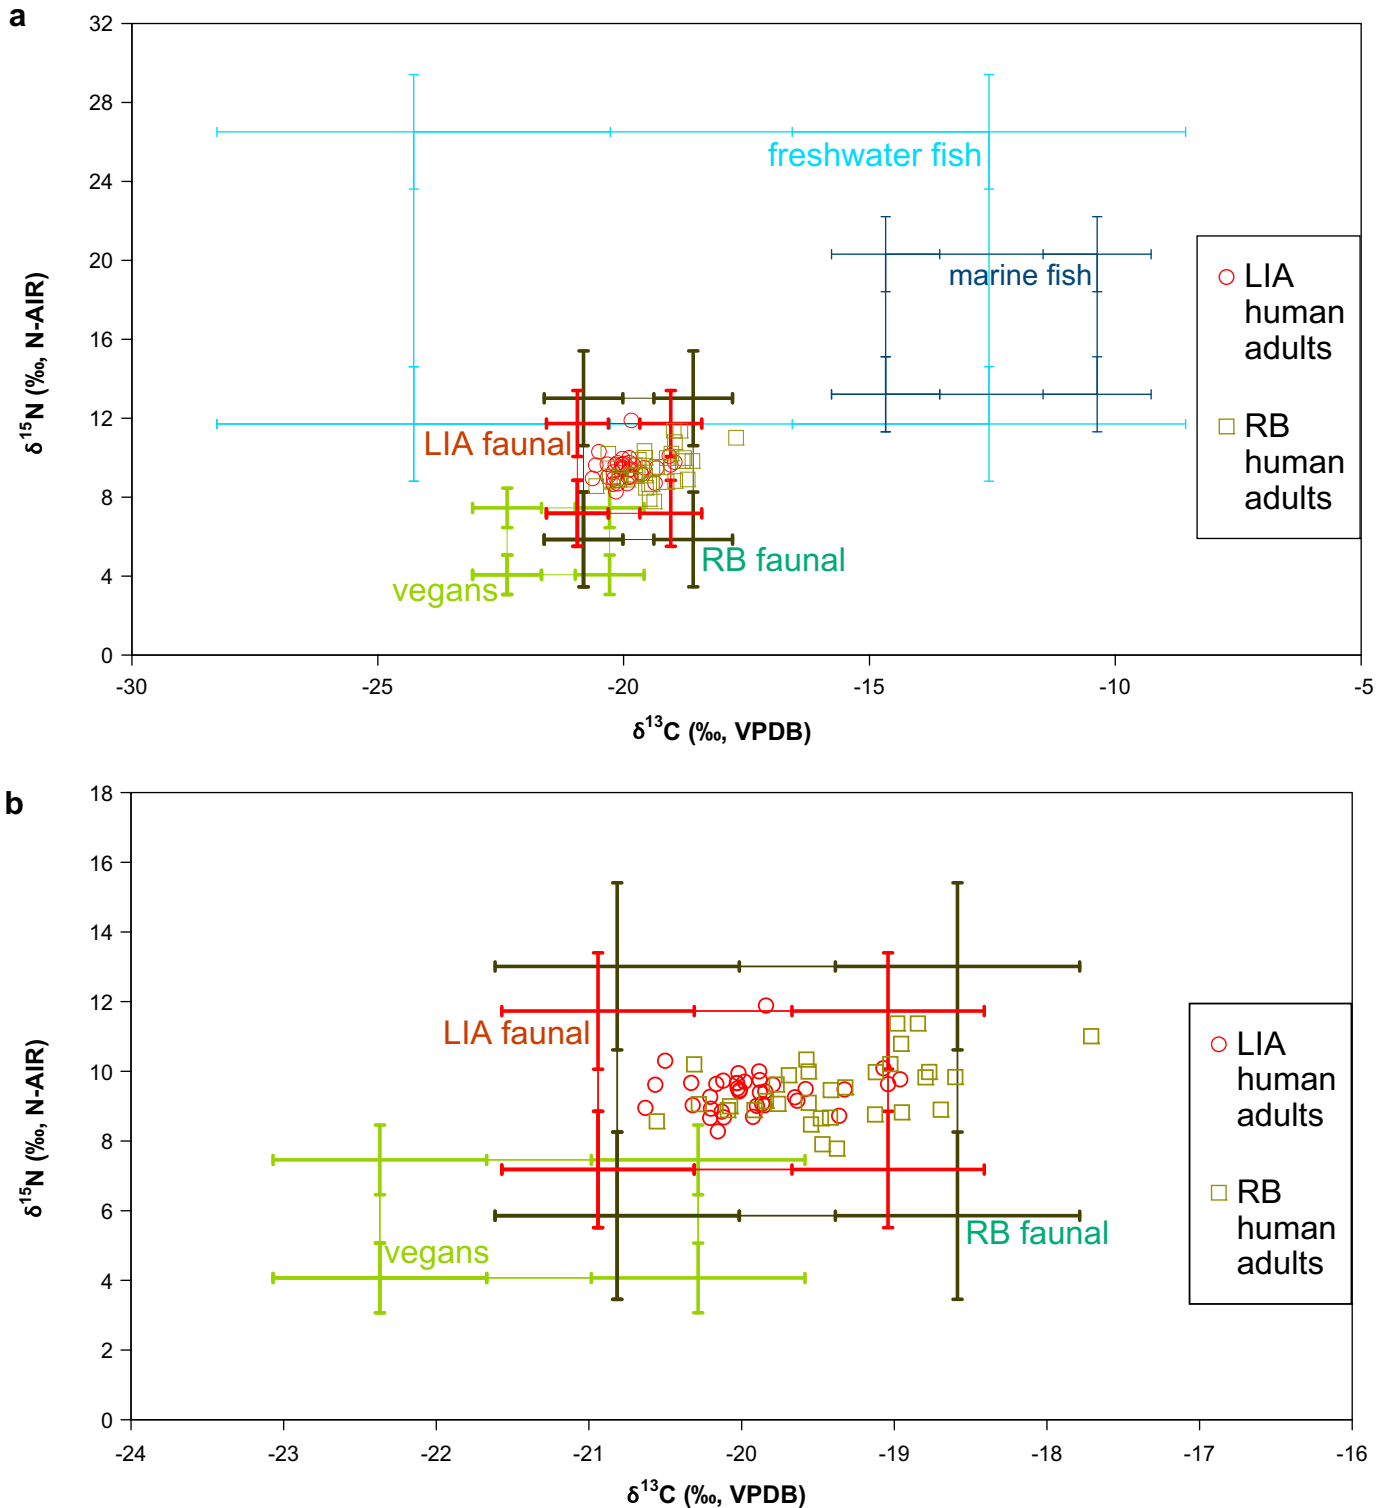 a
32
28
24
20
16
12
8
4
0
δ15N (‰, N-AIR)
freshwater fish
marine fish
LIA faunal
RB faunal
vegans
LIA
human
adults
RB
human
adults
-30 -25 -20 -15 -10 -5
δ13C (‰, VPDB)
b
18
16
14
12
10
8
6
4
2
0
δ15N (‰, N-AIR)
LIA faunal
vegans
RB faunal
LIA
human
adults
RB
human
adults
-24 -23 -22 -21 -20 -19 -18 -17 -16
δ13C (‰, VPDB)